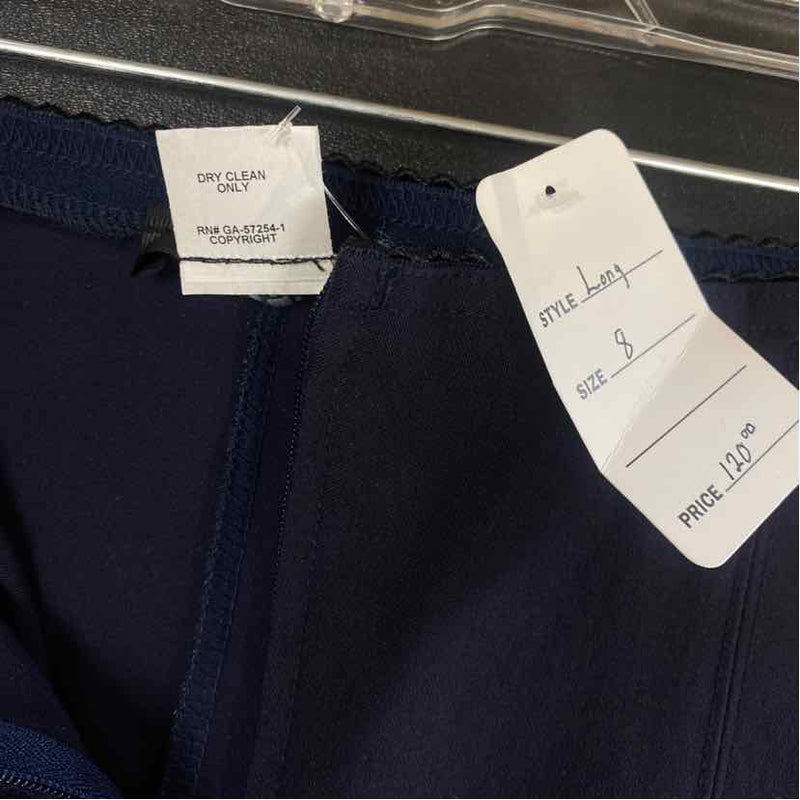 DRY CLEAN
ONLY
RN# GA-57254-1
COPYRIGHT
STYLE Long
SIZE 8
PRICE 120.00